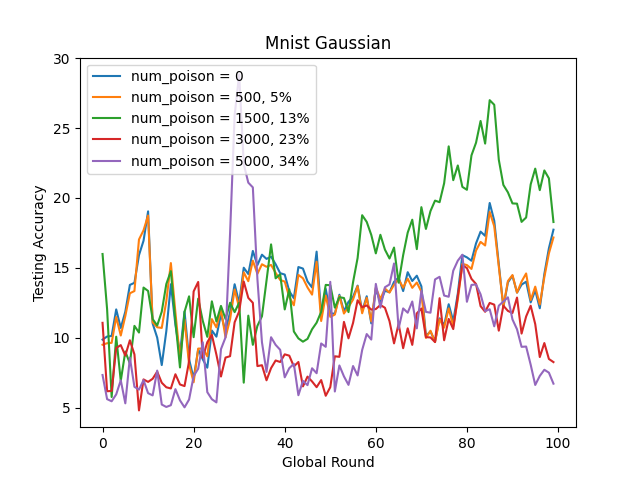 Mnist Gaussian
num_poison = 0
num_poison = 500, 5%
num_poison = 1500, 13%
num_poison = 3000, 23%
num_poison = 5000, 34%
Testing Accuracy
30
25
20
15
10
5
0 20 40 60 80 100
Global Round